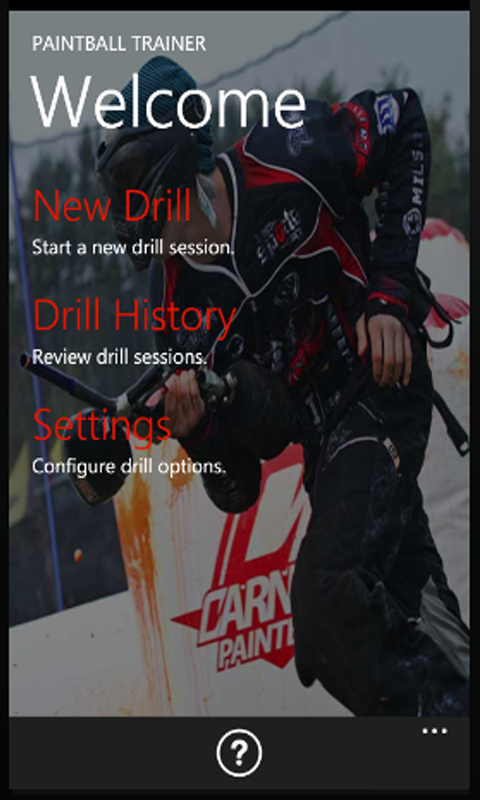 PAINTBALL TRAINER
Welcome
New Drill
Start a new drill session.
Drill History
Review drill sessions.
Settings
Configure drill options.
MILS
CARN
PAINT
?